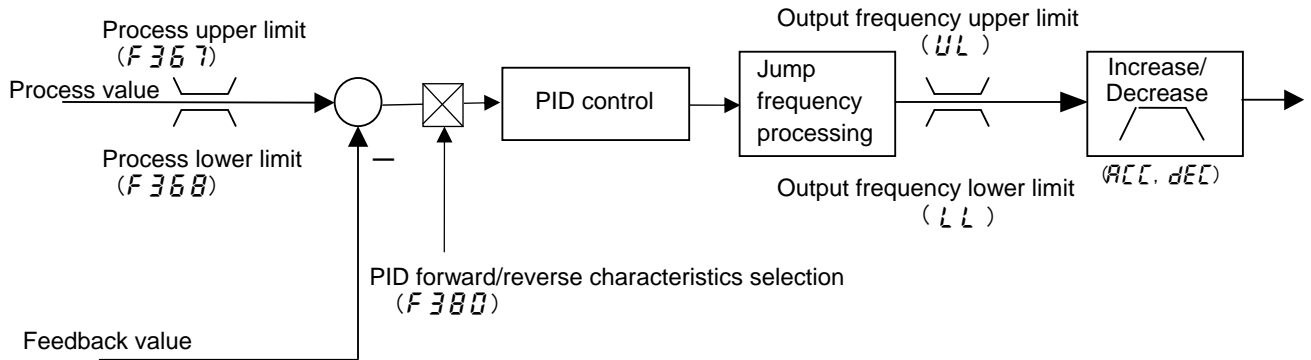 Process upper limit
(F367)
Process value
Process lower limit
(F368)
−
PID control
PID forward/reverse characteristics selection
(F380)
Feedback value
Jump
frequency
processing
Output frequency upper limit
(UL)
Output frequency lower limit
(LL)
Increase/
Decrease
(ACC, dEC)